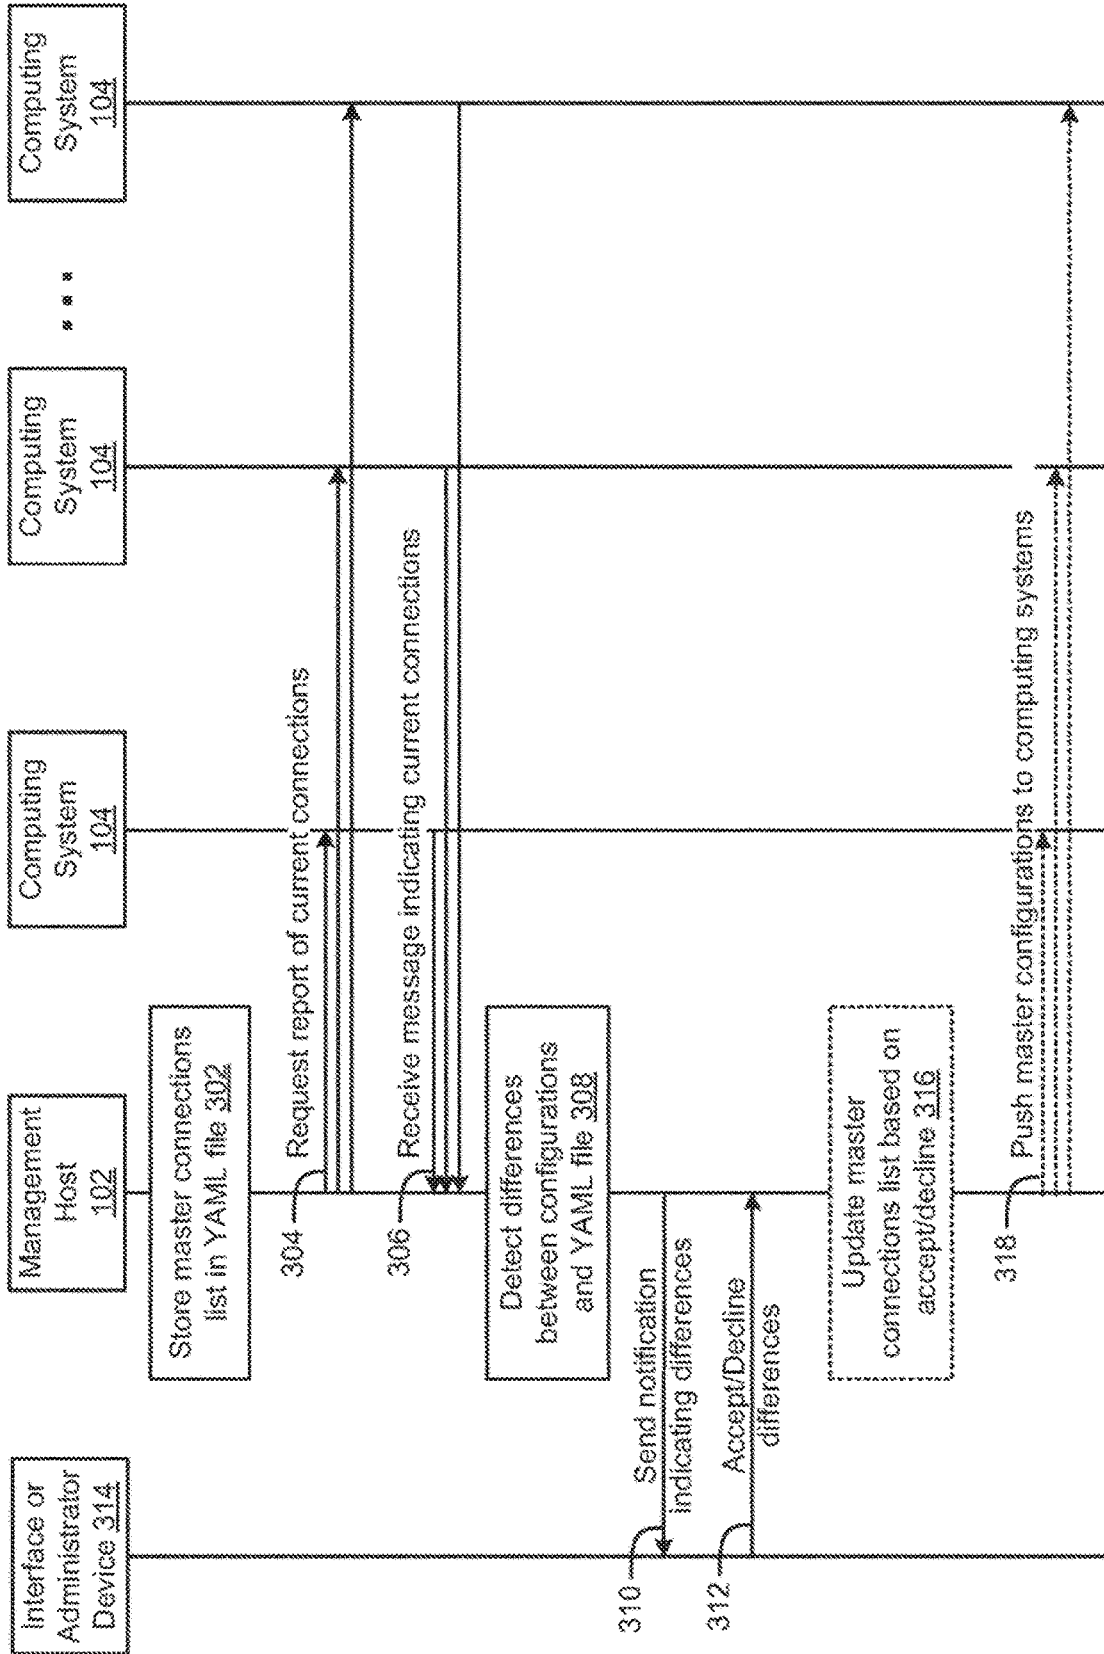 Interface or
Administrator
Device 314
Management
Host
102
Computing
System
104
Computing
System
104
...
Computing
System
104
Store master connections
list in YAML file 302
304
Request report of current connections
306
Receive message indicating current connections
Detect differences
between configurations
and YAML file 308
310
Send notification
indicating differences
312
Accept/Decline
differences
Update master
connections list based on
accept/decline 316
318
Push master configurations to computing systems